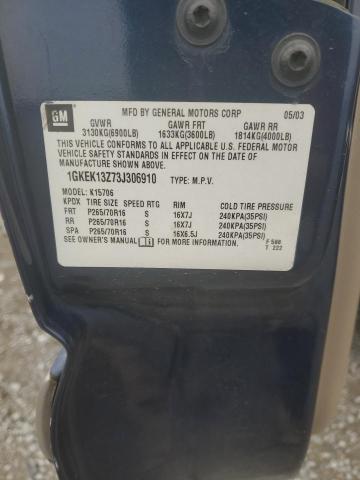 GM
MFD BY GENERAL MOTORS CORP 05/03
GVWR GAWR FRT GAWR RR
3130KG(6900LB) 1633KG(3600LB) 1814KG(4000LB)
THIS VEHICLE CONFORMS TO ALL APPLICABLE U.S. FEDERAL MOTOR
VEHICLE SAFETY STANDARDS IN EFFECT ON THE DATE OF
MANUFACTURE SHOWN ABOVE.
1GKEK13Z73J306910 TYPE: M.P.V.
MODEL: K15706
KPDX TIRE SIZE SPEED RTG RIM COLD TIRE PRESSURE
FRT P265/70R16 S 16X7J 240KPA(35PSI)
RR P265/70R16 S 16X7J 240KPA(35PSI)
SPA P265/70R16 S 16X6.5J 240KPA(35PSI)
SEE OWNER'S MANUAL FOR MORE INFORMATION.
F 500
T 222